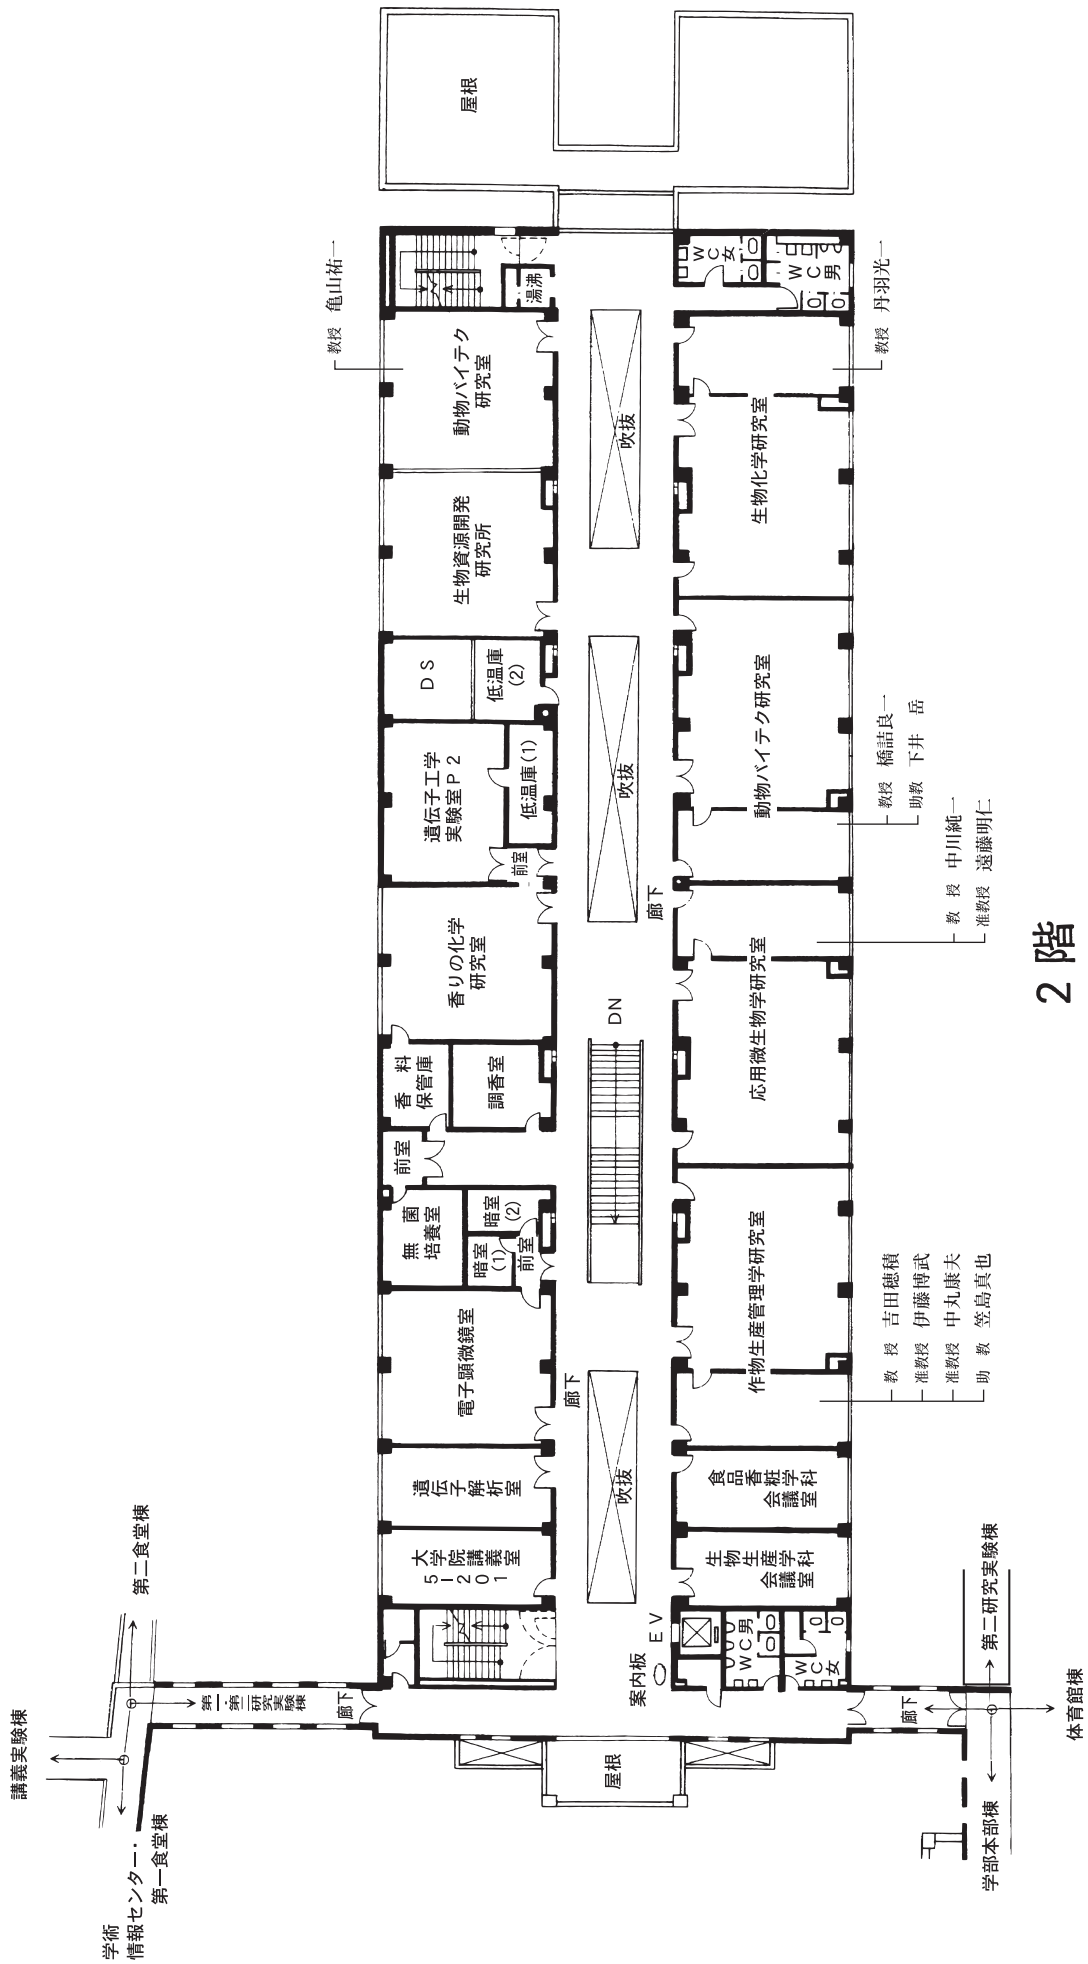 2階
講義実験棟
第二食堂棟
学術
情報センター・
第一食堂棟
第一・第二研究実験棟
廊下
大学院講義室
51201
遺伝子
解析室
電子顕微鏡室
無菌
培養室
暗室
(1)
暗室
(2)
前室
前室
香料
保管庫
調香室
香りの化学
研究室
遺伝子工学
実験室P2
前室
低温庫(1)
DS
低温庫
(2)
生物資源開発
研究所
動物バイテク
研究室
教授 亀山祐一
湯沸
屋根
屋根
案内板
EV
吹抜
廊下
DN
廊下
吹抜
吹抜
WC男
WC女
生物生産学科
会議室
食品香粧学科
会議室
作物生産管理学研究室
教授 吉田穂積
准教授 伊藤博武
准教授 中丸康夫
助教 笠島真也
応用微生物学研究室
教授 中川純一
准教授 遠藤明仁
動物バイテク研究室
教授 橋詰良一
助教 下井岳
生物化学研究室
教授 丹羽光一
WC女
WC男
廊下
第二研究実験棟
体育館棟
学部本部棟